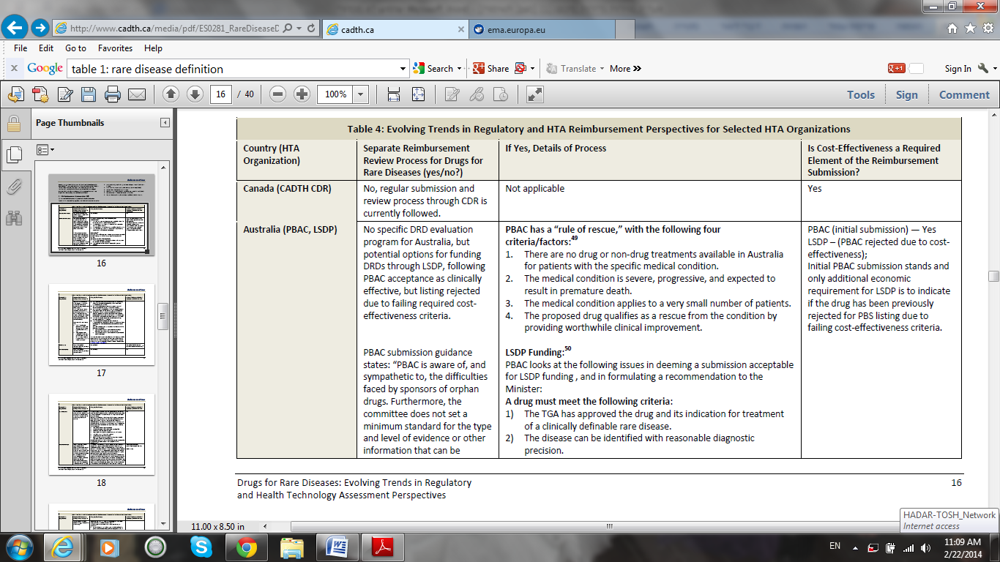 http://www.cadth.ca/media/pdf/ES0281_RareDiseaseD
cadth.ca
ema.europa.eu
File Edit Go to Favorites Help
x Google table 1: rare disease definition Search Share Translate More »
+1 Sign In
16 / 40 100% Tools Sign Comment
Page Thumbnails
16
17
18
Table 4: Evolving Trends in Regulatory and HTA Reimbursement Perspectives for Selected HTA Organizations
Country (HTA
Organization)
Separate Reimbursement
Review Process for Drugs for
Rare Diseases (yes/no?)
If Yes, Details of Process
Is Cost-Effectiveness a Required
Element of the Reimbursement
Submission?
Canada (CADTH CDR)
No, regular submission and
review process through CDR is
currently followed.
Not applicable
Yes
Australia (PBAC, LSDP)
No specific DRD evaluation
program for Australia, but
potential options for funding
DRDs through LSDP, following
PBAC acceptance as clinically
effective, but listing rejected
due to failing required cost-
effectiveness criteria.
PBAC submission guidance
states: “PBAC is aware of, and
sympathetic to, the difficulties
faced by sponsors of orphan
drugs. Furthermore, the
committee does not set a
minimum standard for the type
and level of evidence or other
information that can be
PBAC has a “rule of rescue,” with the following four
criteria/factors:49
1. There are no drug or non-drug treatments available in Australia
for patients with the specific medical condition.
2. The medical condition is severe, progressive, and expected to
result in premature death.
3. The medical condition applies to a very small number of patients.
4. The proposed drug qualifies as a rescue from the condition by
providing worthwhile clinical improvement.
LSDP Funding:50
PBAC looks at the following issues in deeming a submission acceptable
for LSDP funding , and in formulating a recommendation to the
Minister:
A drug must meet the following criteria:
1) The TGA has approved the drug and its indication for treatment
of a clinically definable rare disease.
2) The disease can be identified with reasonable diagnostic
precision.
PBAC (initial submission) — Yes
LSDP – (PBAC rejected due to cost-
effectiveness);
Initial PBAC submission stands and
only additional economic
requirement for LSDP is to indicate
if the drug has been previously
rejected for PBS listing due to
failing cost-effectiveness criteria.
Drugs for Rare Diseases: Evolving Trends in Regulatory
and Health Technology Assessment Perspectives
16
11.00 x 8.50 in
HADAR-TOSH_Network
Internet access
EN
11:09 AM
2/22/2014